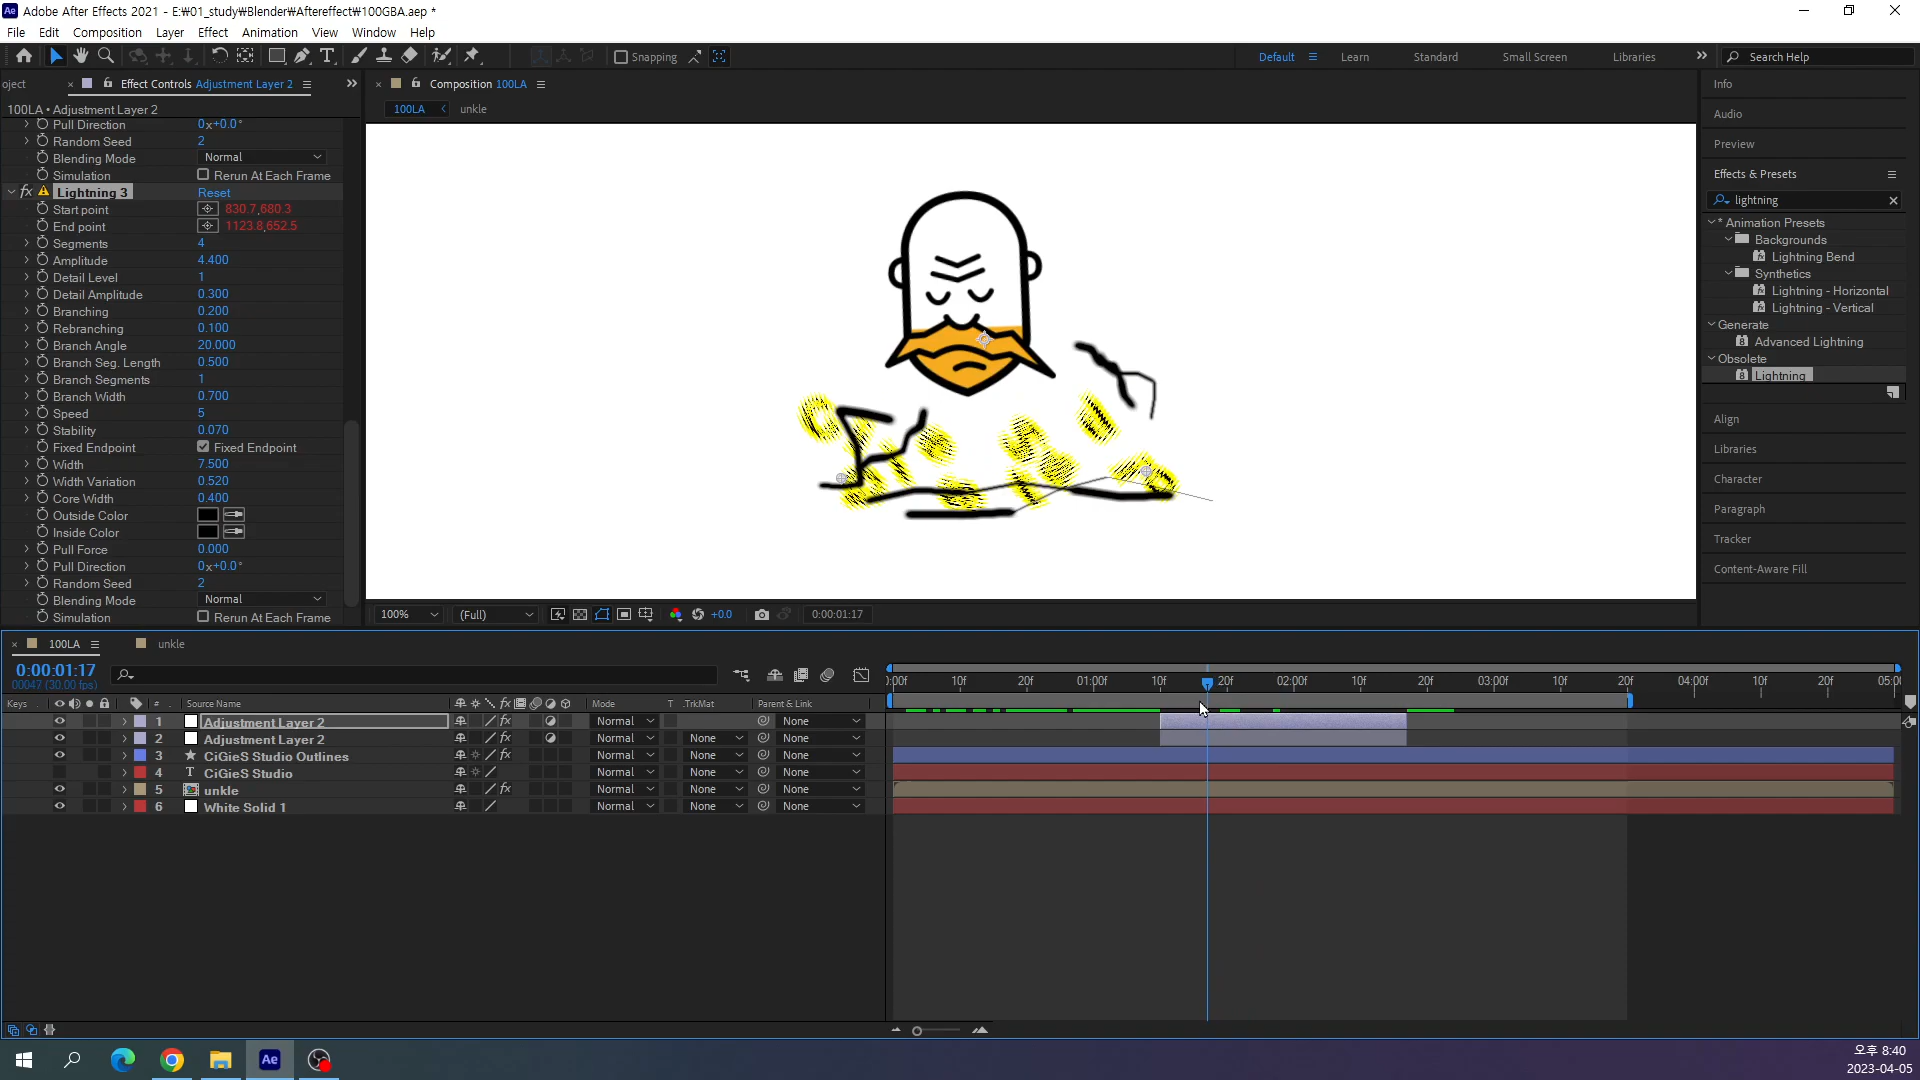 Adobe After Effects 2021 - E:₩01_study₩Blender₩Aftereffect₩100GBA.aep *
File Edit Composition Layer Effect Animation View Window Help
Snapping Default Learn Standard Small Screen Libraries Search Help
oject Effect Controls Adjustment Layer 2 Composition 100LA Info
100LA • Adjustment Layer 2 100LA unkle Audio
Pull Direction 0x+0.0°
Random Seed 2 Preview
Blending Mode Normal
Simulation Rerun At Each Frame Effects & Presets
Lightning 3 Reset lightning
Start point 830.7,680.3
End point 1123.8,652.5 * Animation Presets
Segments 4 Backgrounds
Amplitude 4.400 Lightning Bend
Detail Level 1 Synthetics
Detail Amplitude 0.300 Lightning - Horizontal
Branching 0.200 Lightning - Vertical
Rebranching 0.100 Generate
Branch Angle 20.000 Advanced Lightning
Branch Seg. Length 0.500 Obsolete
Branch Segments 1 Lightning
Branch Width 0.700
Speed 5 Align
Stability 0.070
Fixed Endpoint Fixed Endpoint Libraries
Width 7.500
Width Variation 0.520 Character
Core Width 0.400
Outside Color Paragraph
Inside Color Tracker
Pull Force 0.000
Pull Direction 0x+0.0° Content-Aware Fill
Random Seed 2
Blending Mode Normal
Simulation Rerun At Each Frame
100% (Full) +0.0 0:00:01:17
100LA unkle
0:00:01:17
00047 (30.00 fps)
):00f 10f 20f 01:00f 10f 20f 02:00f 10f 20f 03:00f 10f 20f 04:00f 10f 20f 05:0
Keys # Source Name Mode T .TrkMat Parent & Link
1 Adjustment Layer 2 Normal None
2 Adjustment Layer 2 Normal None None
3 CiGieS Studio Outlines Normal None None
4 T CiGieS Studio Normal None None
5 unkle Normal None None
6 White Solid 1 Normal None None
Ae
오후 8:40
2023-04-05